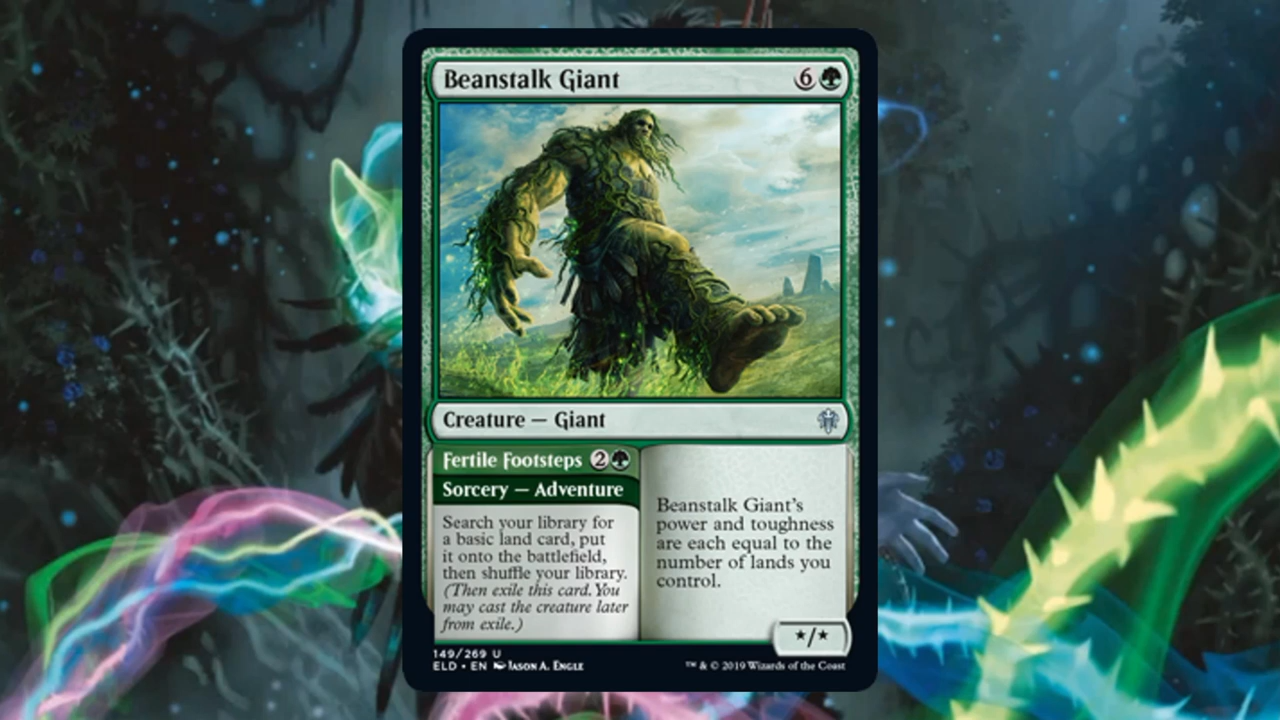 Beanstalk Giant 6
Creature — Giant
Fertile Footsteps 2
Sorcery — Adventure
Search your library for
a basic land card, put
it onto the battlefield,
then shuffle your library.
(Then exile this card. You
may cast the creature later
from exile.)
Beanstalk Giant's
power and toughness
are each equal to the
number of lands you
control.
★/★
149/269 U
ELD • EN Jason A. Engle
™ & © 2019 Wizards of the Coast